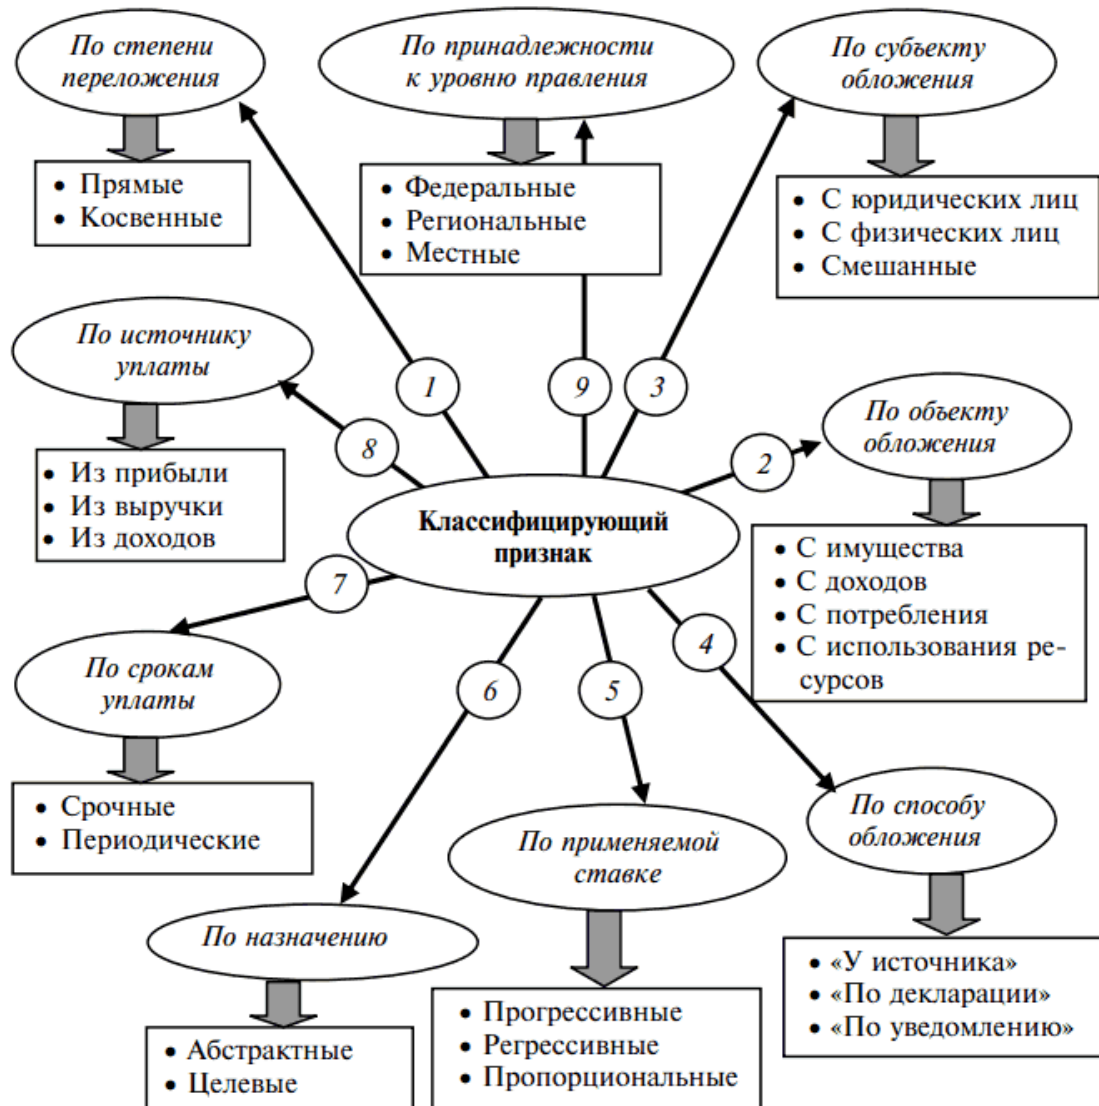 По степени
переложения
• Прямые
• Косвенные
По принадлежности
к уровню правления
• Федеральные
• Региональные
• Местные
По субъекту
обложения
• С юридических лиц
• С физических лиц
• Смешанные
По источнику
уплаты
• Из прибыли
• Из выручки
• Из доходов
1
9
3
8
2
По объекту
обложения
• С имущества
• С доходов
• С потребления
• С использования ре-
сурсов
Классифицирующий
признак
7
6
5
4
По срокам
уплаты
• Срочные
• Периодические
По назначению
• Абстрактные
• Целевые
По применяемой
ставке
• Прогрессивные
• Регрессивные
• Пропорциональные
По способу
обложения
• «У источника»
• «По декларации»
• «По уведомлению»